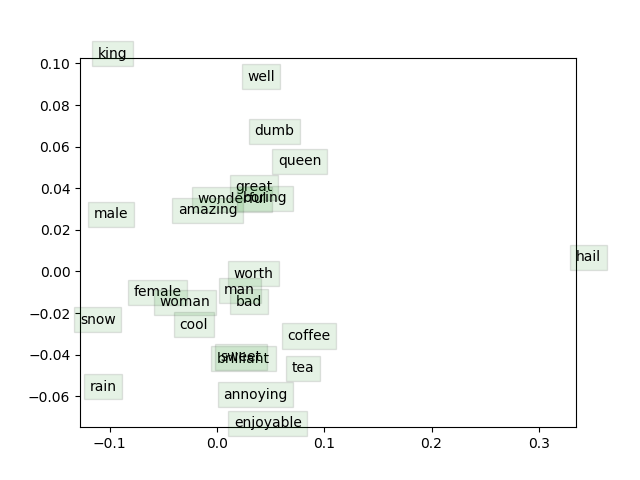 king
0.10
well
dumb
queen
great
wonderful
boring
amazing
male
hail
worth
man
female
woman
bad
snow
cool
coffee
sweet
brilliant
tea
rain
annoying
enjoyable
0.08
0.06
0.04
0.02
0.00
−0.02
−0.04
−0.06
−0.1
0.0
0.1
0.2
0.3